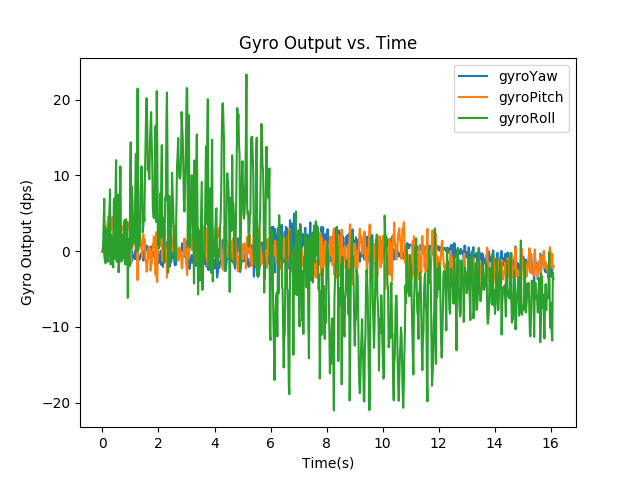 Gyro Output vs. Time
gyroYaw
gyroPitch
gyroRoll
Gyro Output (dps)
20
10
0
−10
−20
0 2 4 6 8 10 12 14 16
Time(s)